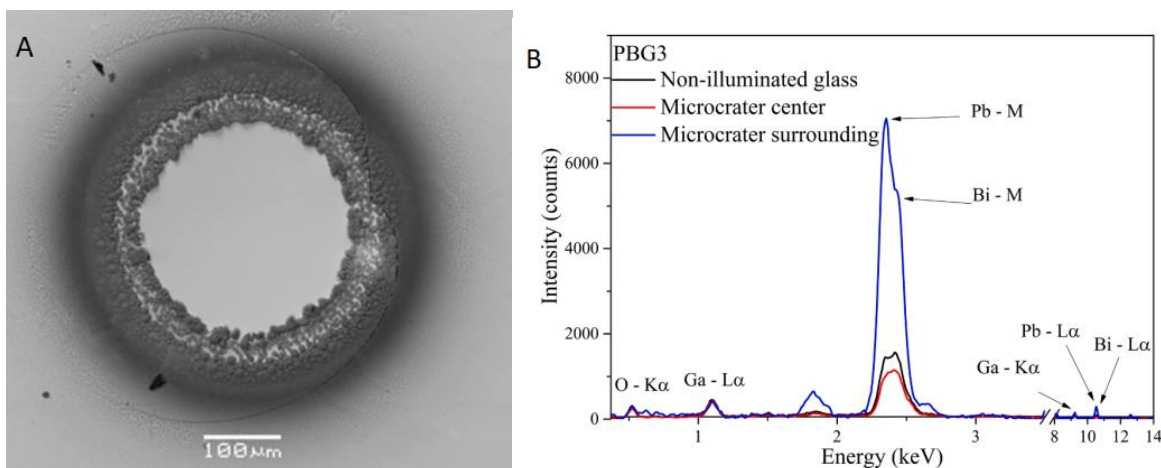 A
100μm
B
PBG3
Non-illuminated glass
Microcrater center
Microcrater surrounding
Pb - M
Bi - M
O - Kα
Ga - Lα
Ga - Kα
Pb - Lα
Bi - Lα
Intensity (counts)
8000
6000
4000
2000
0
1
2
3
8
10
12
14
Energy (keV)